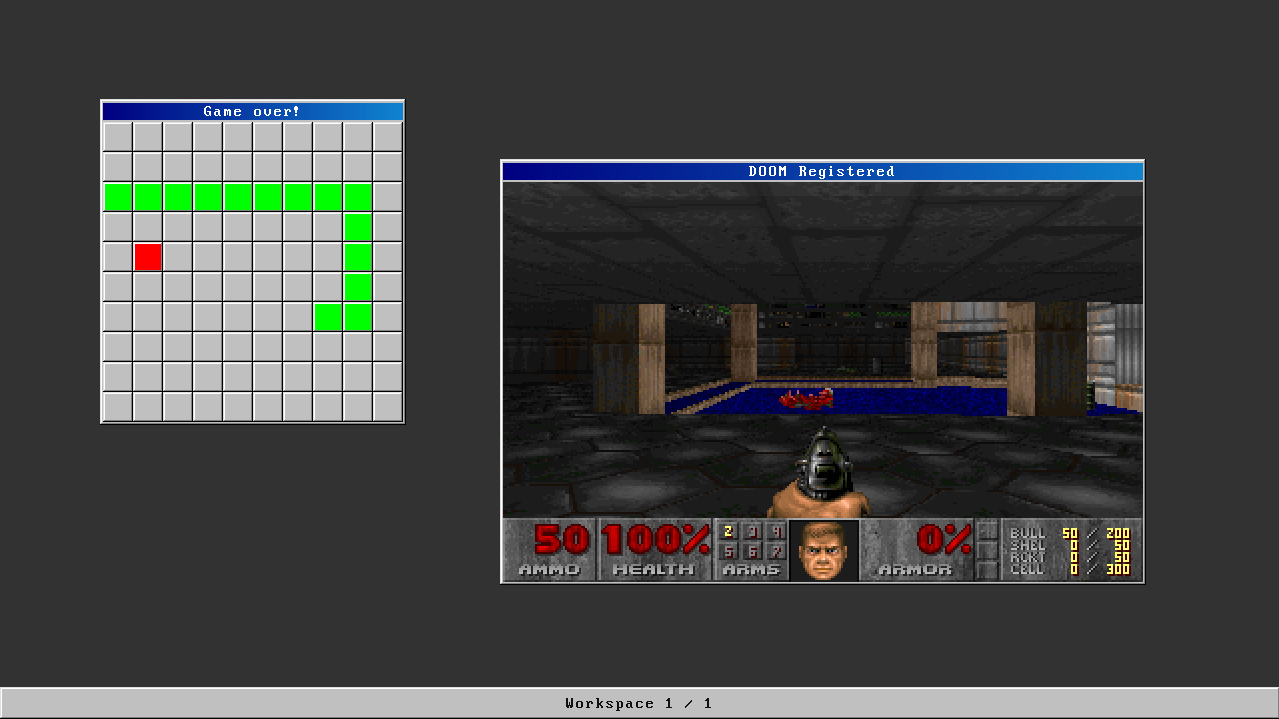 Game over!
DOOM Registered
50 100% 2 3 4 0% BULL 50 / 200
5 6 7 SHEL 0 / 50
RCKT 0 / 50
AMMO HEALTH ARMS ARMOR CELL 0 / 300
Workspace 1 / 1